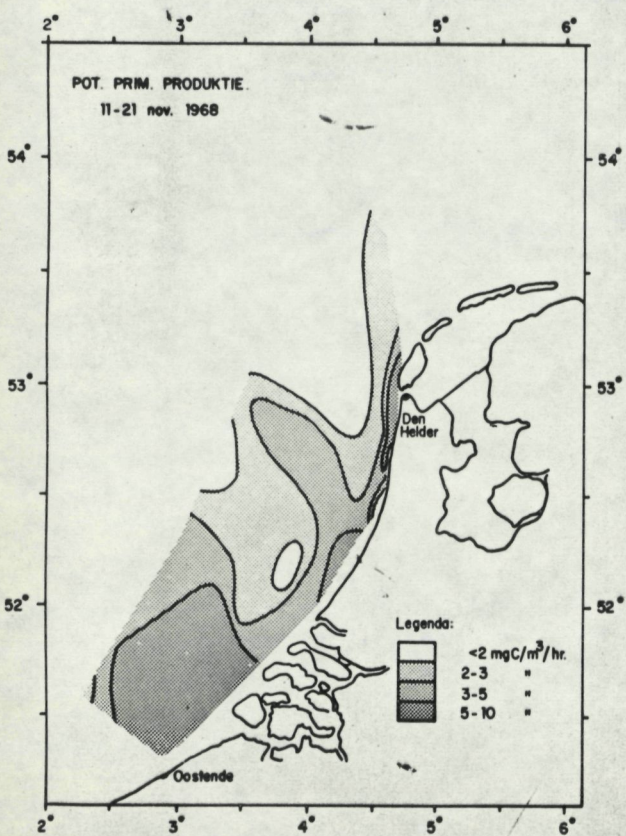 2° 3° 4° 5° 6°
POT. PRIM. PRODUKTIE.
11-21 nov. 1968
54° 54°
53° 53°
Den
Helder
52° 52°
Legenda:
<2 mgC/m³/hr.
2-3 "
3-5 "
5-10 "
Oostende
2° 3° 4° 5° 6°